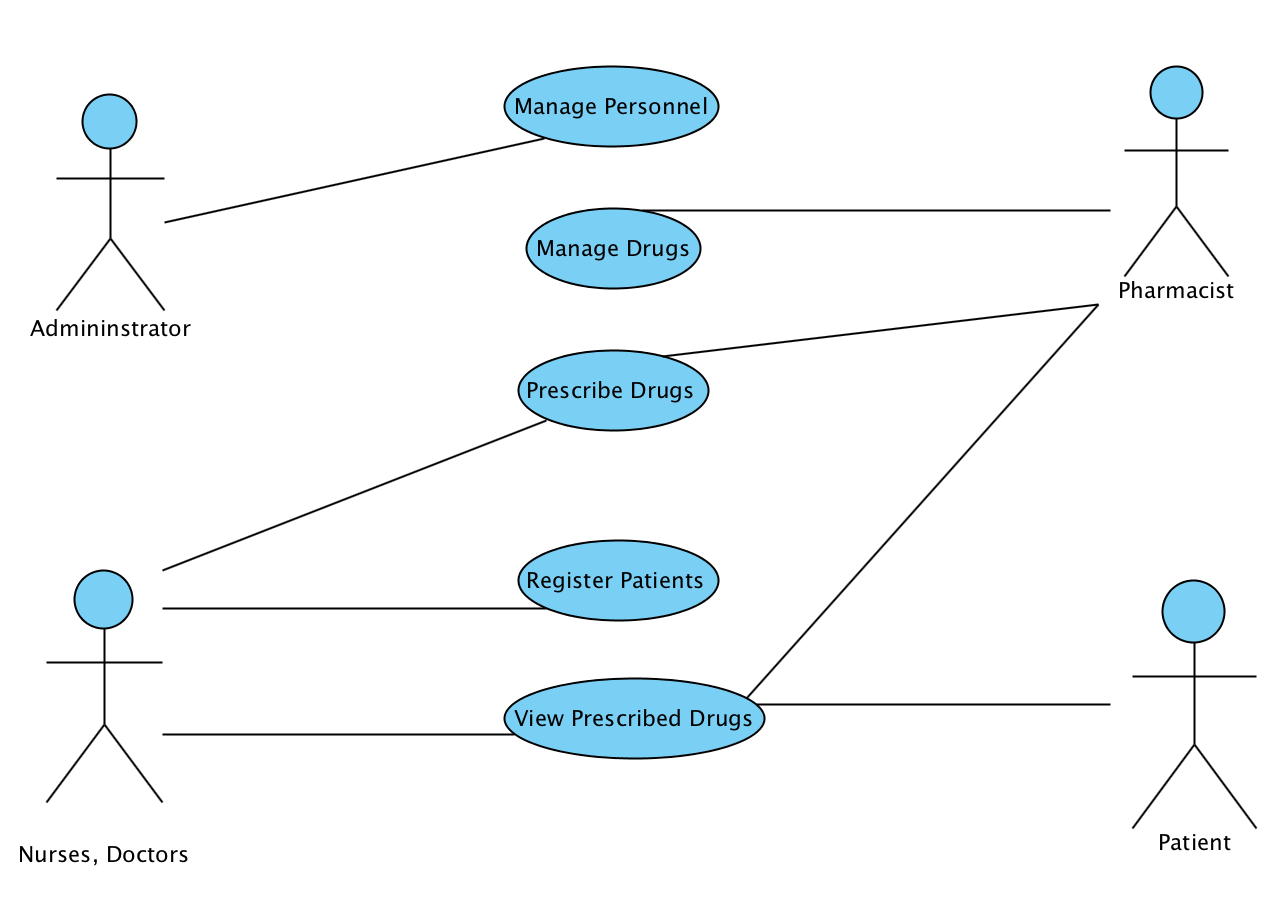 Manage Personnel
Manage Drugs
Pharmacist
Admininstrator
Prescribe Drugs
Register Patients
View Prescribed Drugs
Patient
Nurses, Doctors